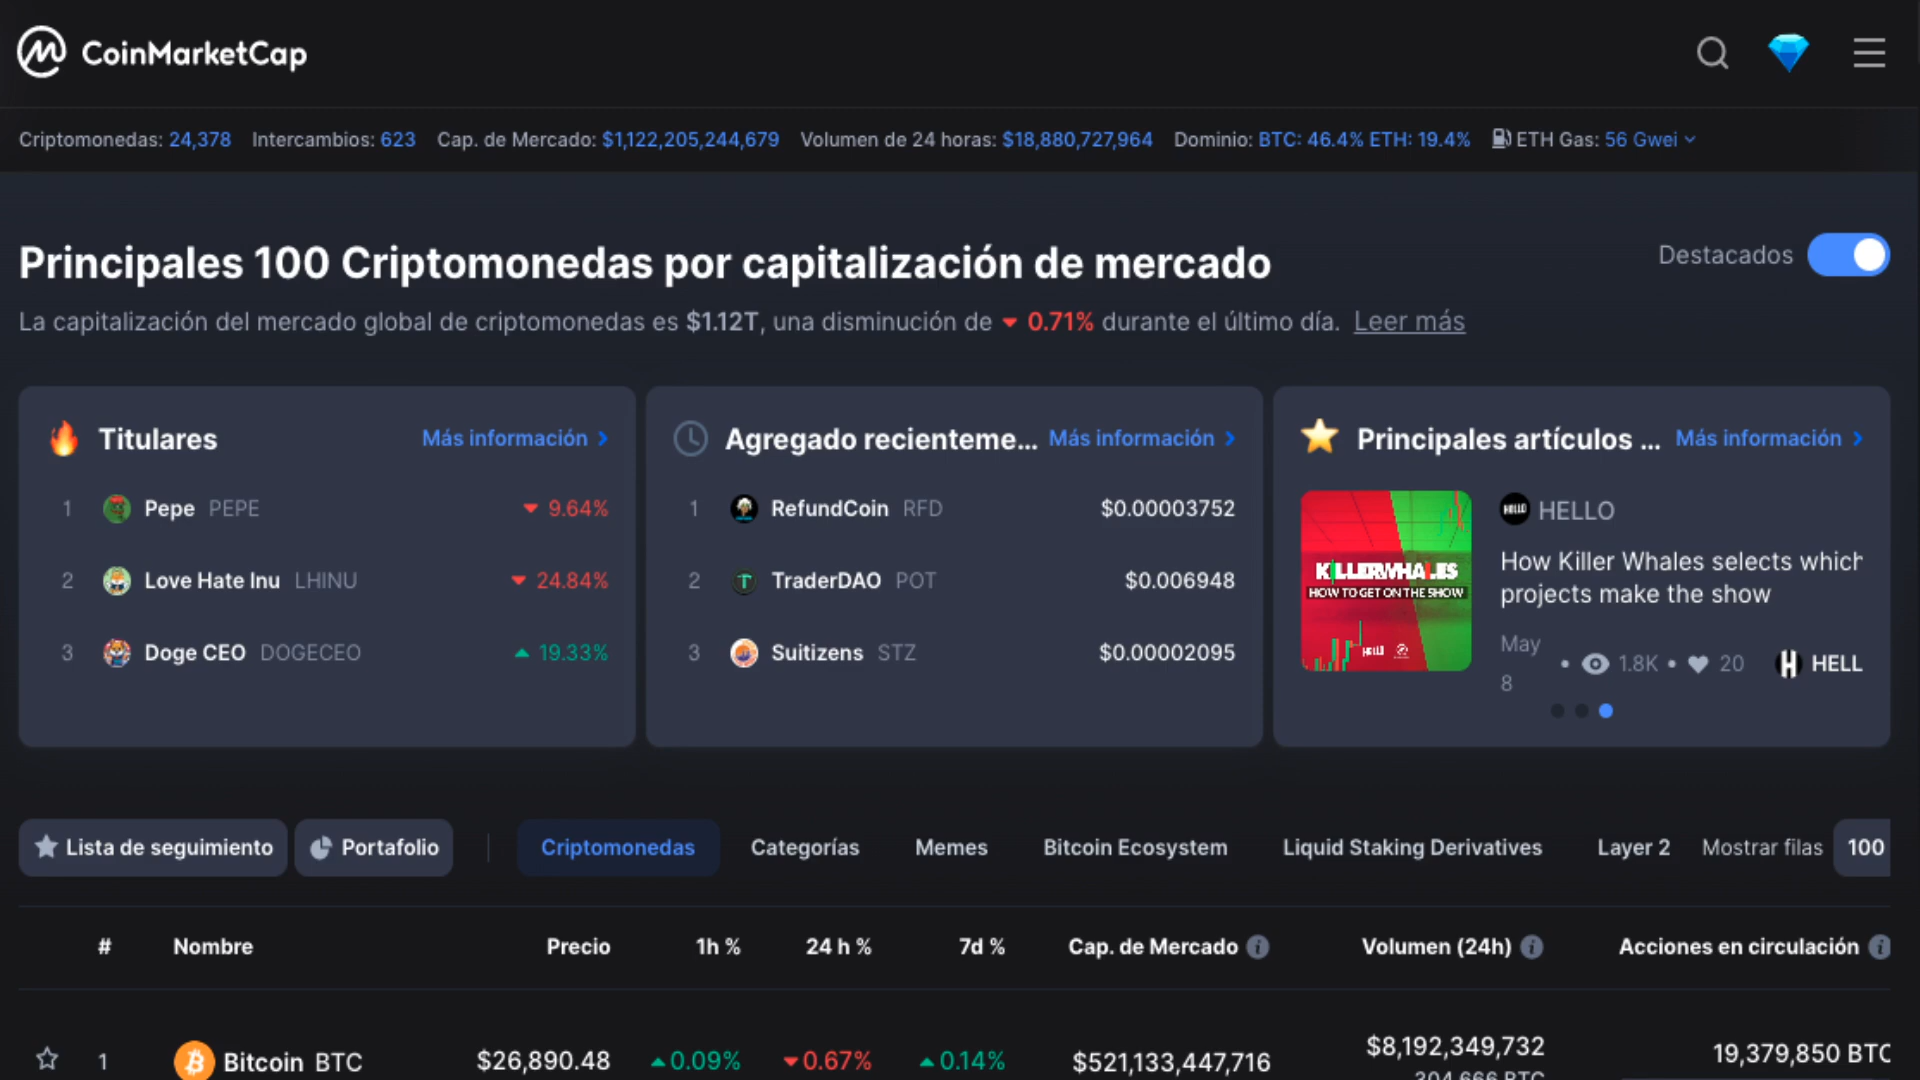 CoinMarketCap
Criptomonedas: 24,378 Intercambios: 623 Cap. de Mercado: $1,122,205,244,679 Volumen de 24 horas: $18,880,727,964 Dominio: BTC: 46.4% ETH: 19.4% ETH Gas: 56 Gwei
Principales 100 Criptomonedas por capitalización de mercado
Destacados
La capitalización del mercado global de criptomonedas es $1.12T, una disminución de 0.71% durante el último día. Leer más
Titulares Más información
1 Pepe PEPE 9.64%
2 Love Hate Inu LHINU 24.84%
3 Doge CEO DOGECEO 19.33%
Agregado recienteme... Más información
1 RefundCoin RFD $0.00003752
2 TraderDAO POT $0.006948
3 Suitizens STZ $0.00002095
Principales artículos ... Más información
KILLERWHALES
HOW TO GET ON THE SHOW
HELLO
HELLO
HELLO
How Killer Whales selects which
projects make the show
May
8
• 1.8K • 20 HELL
Lista de seguimiento Portafolio Criptomonedas Categorías Memes Bitcoin Ecosystem Liquid Staking Derivatives Layer 2 Mostrar filas 100
# Nombre Precio 1h % 24 h % 7d % Cap. de Mercado Volumen (24h) Acciones en circulación
1 Bitcoin BTC $26,890.48 0.09% 0.67% 0.14% $521,133,447,716 $8,192,349,732 19,379,850 BTC
304,666 BTC